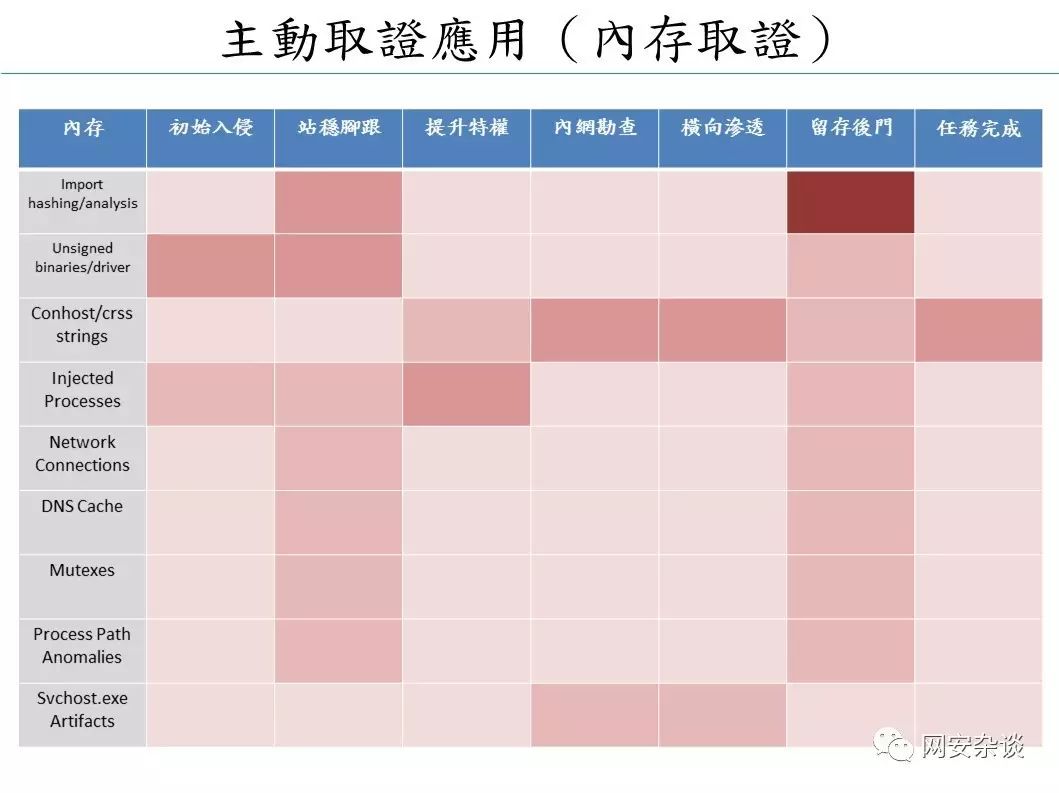 主動取證應用（內存取證）
內存 初始入侵 站穩腳跟 提升特權 內網勘查 橫向滲透 留存後門 任務完成
Import
hashing/analysis
Unsigned
binaries/driver
Conhost/crss
strings
Injected
Processes
Network
Connections
DNS Cache
Mutexes
Process Path
Anomalies
Svchost.exe
Artifacts
网安杂谈